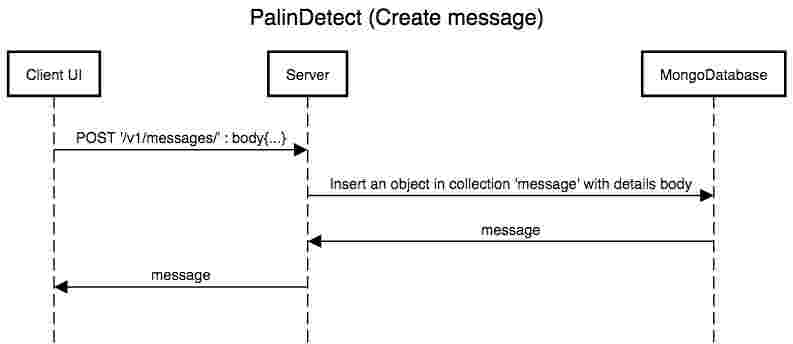 PalinDetect (Create message)
Client UI
Server
MongoDatabase
POST '/v1/messages/' : body{...}
Insert an object in collection 'message' with details body
message
message